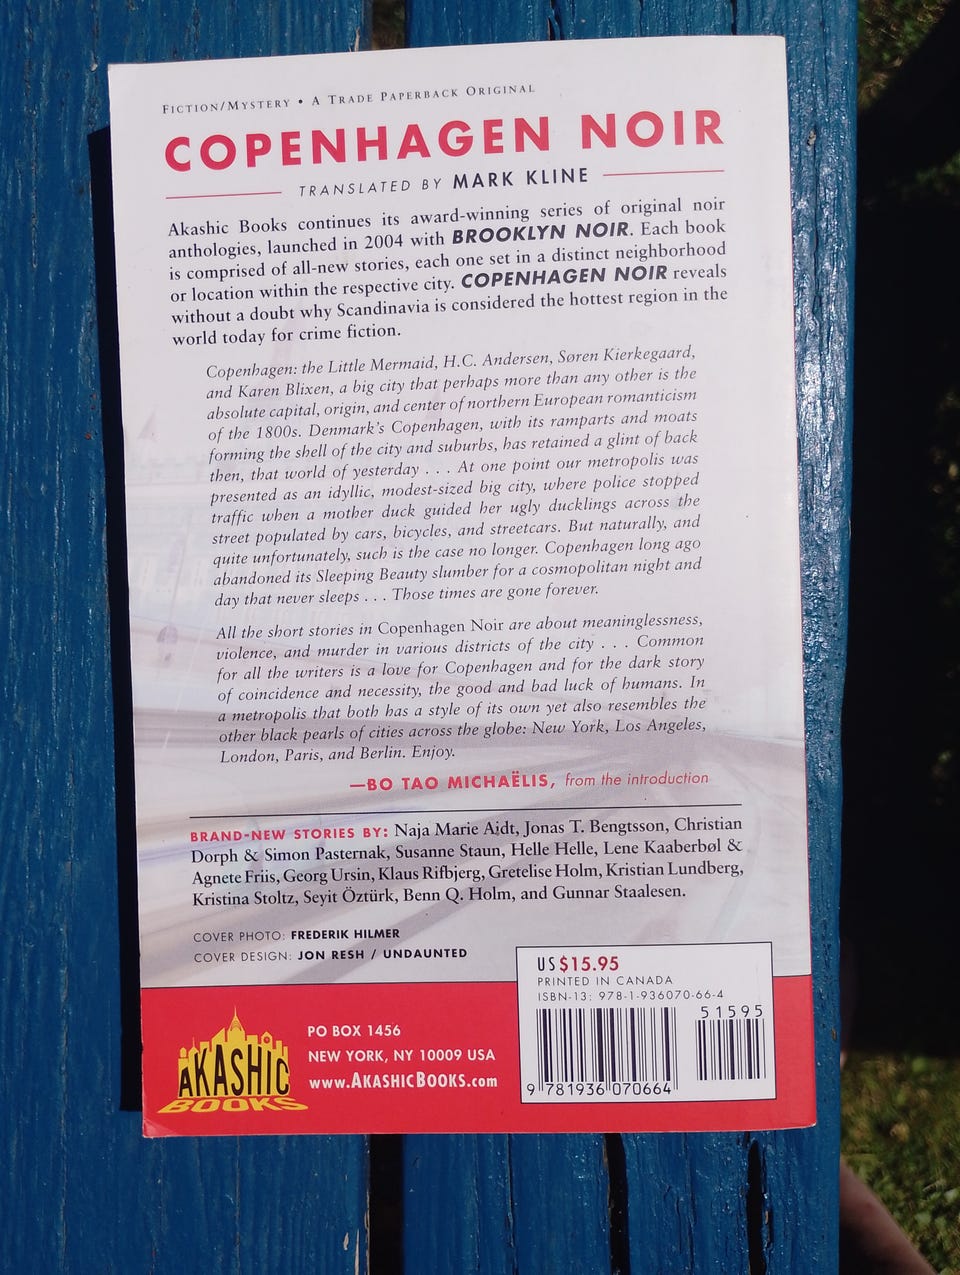 Fiction/Mystery • A Trade Paperback Original
COPENHAGEN NOIR
TRANSLATED BY MARK KLINE
Akashic Books continues its award-winning series of original noir
anthologies, launched in 2004 with BROOKLYN NOIR. Each book
is comprised of all-new stories, each one set in a distinct neighborhood
or location within the respective city. COPENHAGEN NOIR reveals
without a doubt why Scandinavia is considered the hottest region in the
world today for crime fiction.
Copenhagen: the Little Mermaid, H.C. Andersen, Søren Kierkegaard,
and Karen Blixen, a big city that perhaps more than any other is the
absolute capital, origin, and center of northern European romanticism
of the 1800s. Denmark's Copenhagen, with its ramparts and moats
forming the shell of the city and suburbs, has retained a glint of back
then, that world of yesterday . . . At one point our metropolis was
presented as an idyllic, modest-sized big city, where police stopped
traffic when a mother duck guided her ugly ducklings across the
street populated by cars, bicycles, and streetcars. But naturally, and
quite unfortunately, such is the case no longer. Copenhagen long ago
abandoned its Sleeping Beauty slumber for a cosmopolitan night and
day that never sleeps . . . Those times are gone forever.
All the short stories in Copenhagen Noir are about meaninglessness,
violence, and murder in various districts of the city . . . Common
for all the writers is a love for Copenhagen and for the dark story
of coincidence and necessity, the good and bad luck of humans. In
a metropolis that both has a style of its own yet also resembles the
other black pearls of cities across the globe: New York, Los Angeles,
London, Paris, and Berlin. Enjoy.
—BO TAO MICHAËLIS, from the introduction
BRAND-NEW STORIES BY: Naja Marie Aidt, Jonas T. Bengtsson, Christian
Dorph & Simon Pasternak, Susanne Staun, Helle Helle, Lene Kaaberbøl &
Agnete Friis, Georg Ursin, Klaus Rifbjerg, Gretelise Holm, Kristian Lundberg,
Kristina Stoltz, Seyit Öztürk, Benn Q. Holm, and Gunnar Staalesen.
COVER PHOTO: FREDERIK HILMER
COVER DESIGN: JON RESH / UNDAUNTED
US $15.95
PRINTED IN CANADA
ISBN-13: 978-1-936070-66-4
51595
9 781936 070664
AKASHIC
BOOKS
PO BOX 1456
NEW YORK, NY 10009 USA
www.AkashicBooks.com